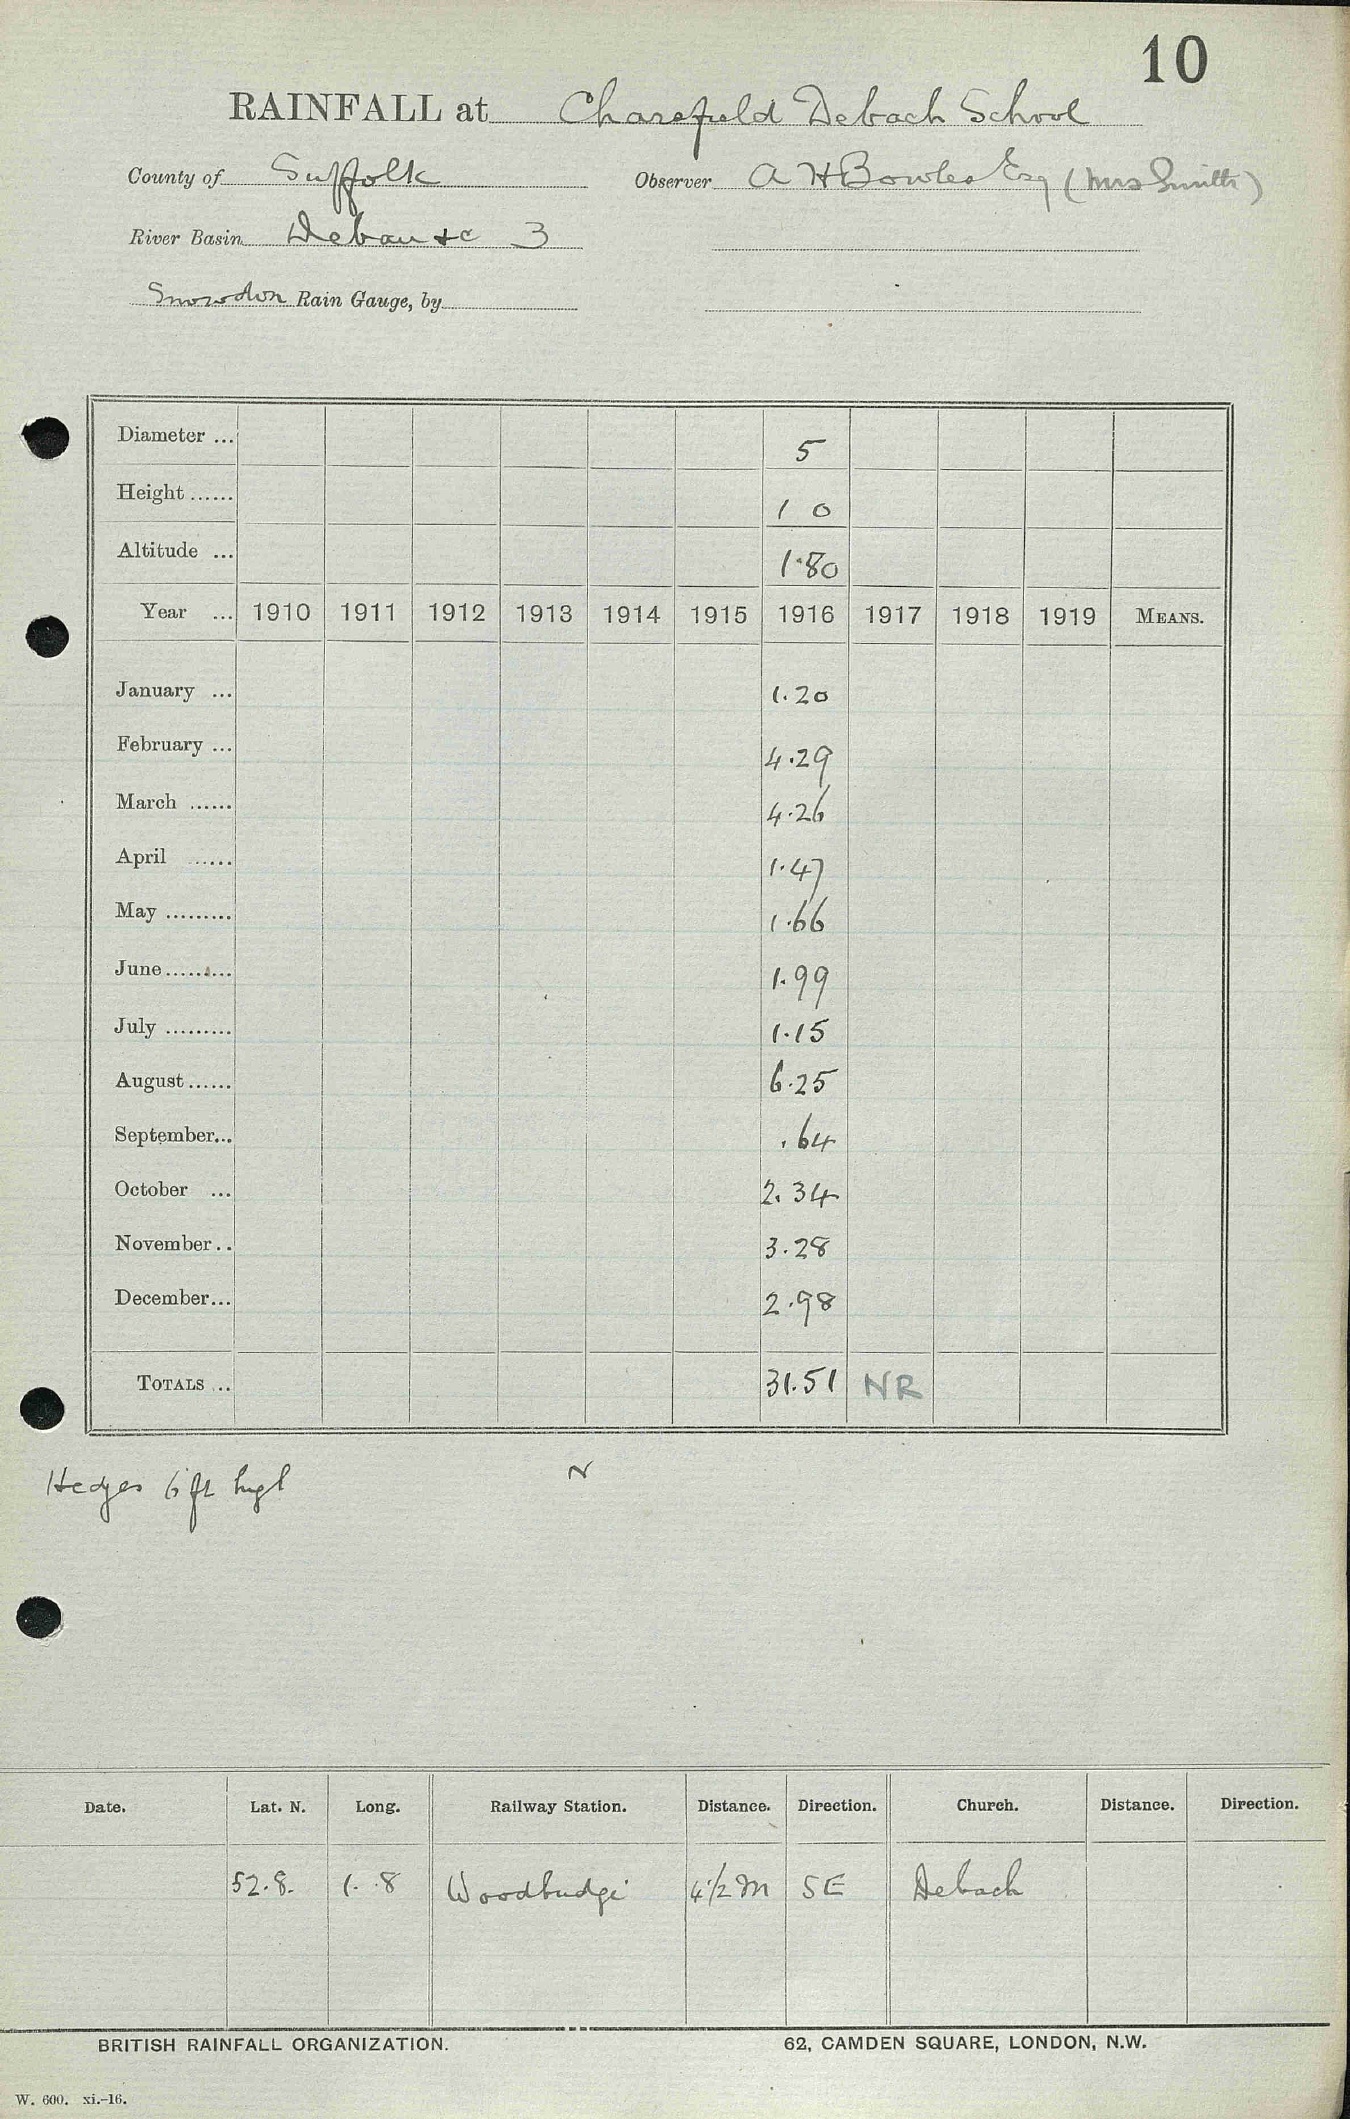 10
RAINFALL at Charsfield Debach School
County of Suffolk Observer A H Bowles Esq (Mrs Smith)
River Basin Deban &c 3
Snowdon Rain Gauge, by
Diameter ... 5
Height ...... 1 0
Altitude ... 1·80
Year ... 1910 1911 1912 1913 1914 1915 1916 1917 1918 1919 MEANS.
January ... 1.20
February ... 4.29
March ...... 4.26
April ...... 1.47
May ......... 1.66
June ......... 1.99
July ......... 1.15
August ...... 6.25
September... .64
October ... 2.34
November .. 3.28
December... 2.98
TOTALS ... 31.51 NR
Hedges 6 ft high N
Date. Lat. N. Long. Railway Station. Distance. Direction. Church. Distance. Direction.
52.8. 1. .8 Woodbridge 4½ M SE Debach
BRITISH RAINFALL ORGANIZATION. 62, CAMDEN SQUARE, LONDON, N.W.
W. 600. xi.-16.